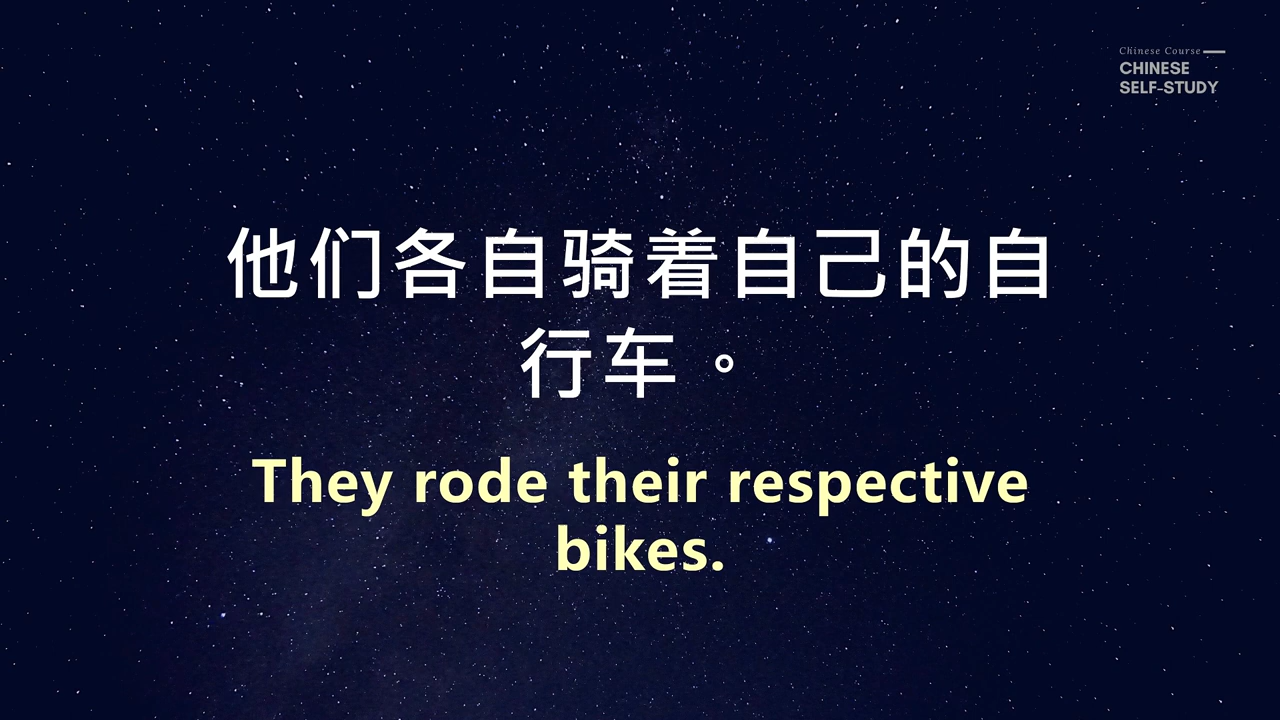 Chinese Course
CHINESE
SELF-STUDY
他们各自骑着自己的自
行车。
They rode their respective
bikes.